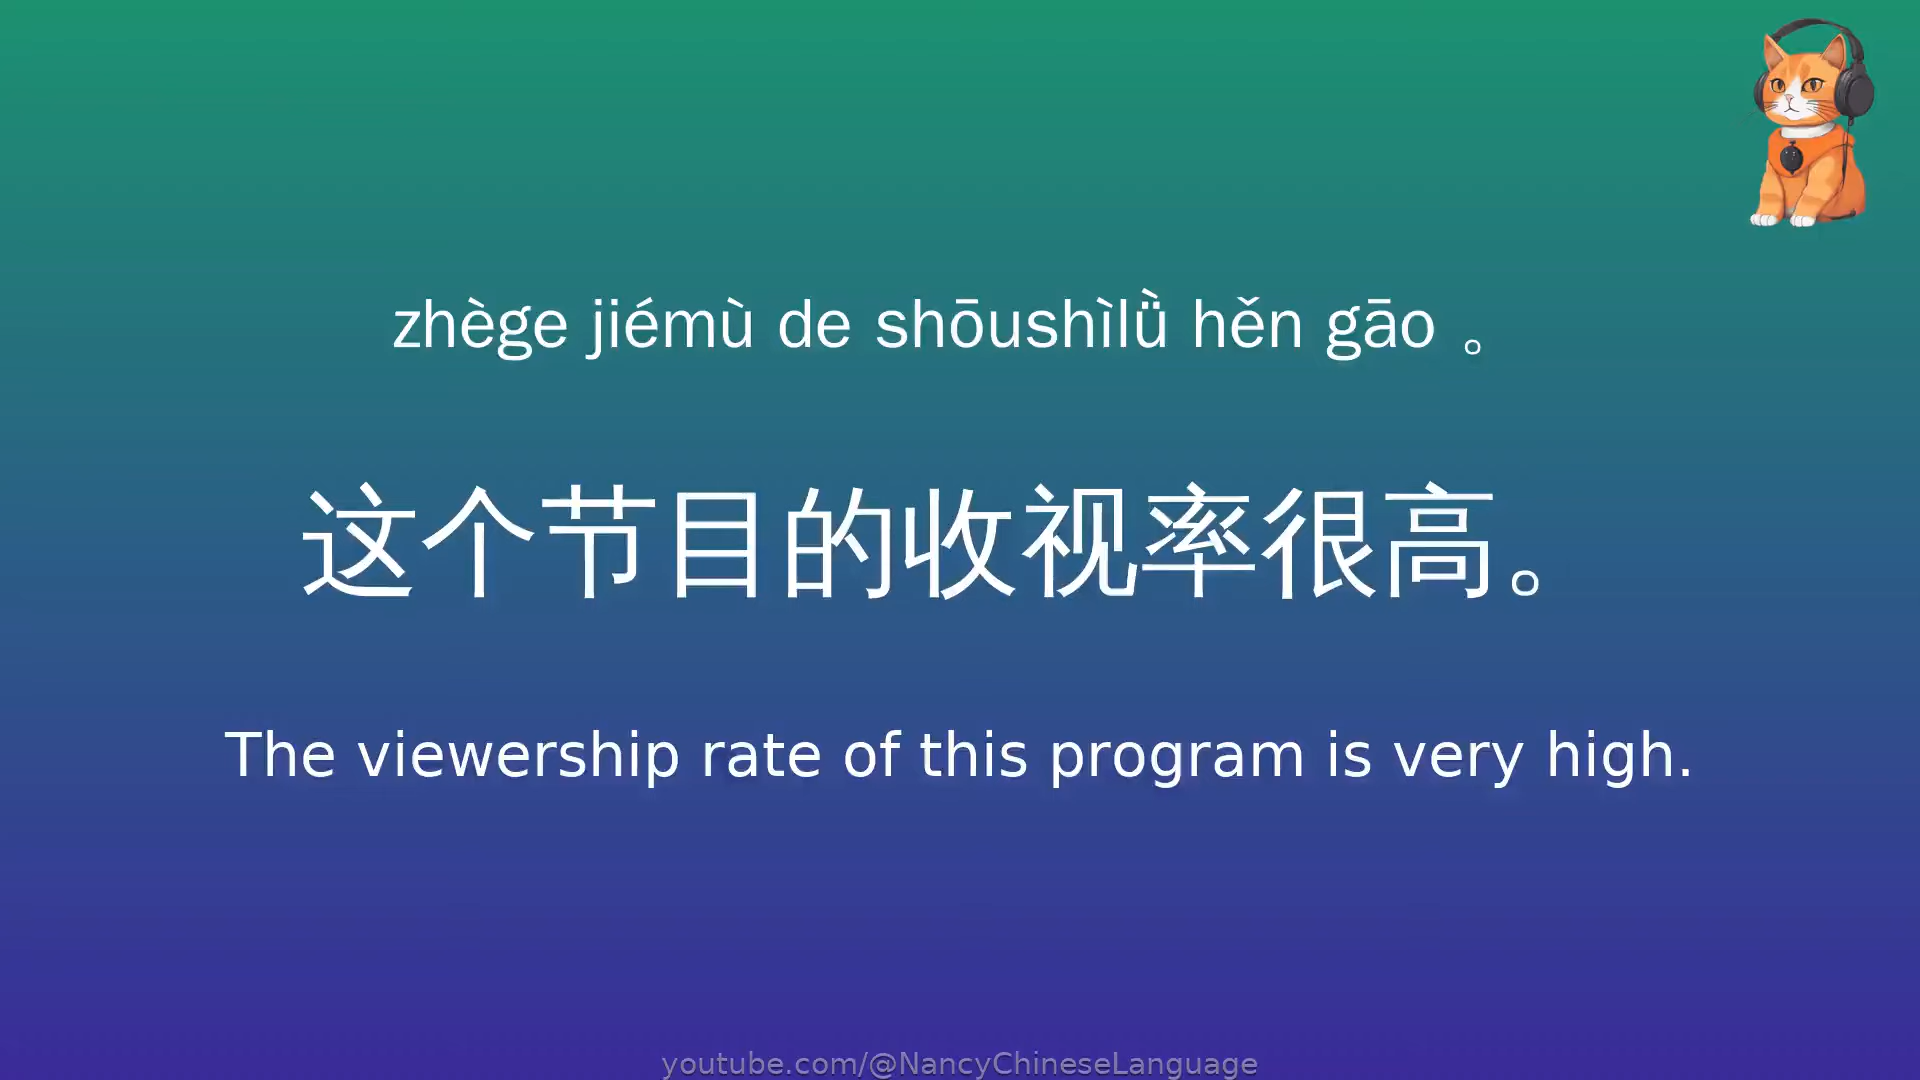 zhège jiémù de shōushìlǜ hěn gāo 。
这个节目的收视率很高。
The viewership rate of this program is very high.
youtube.com/@NancyChineseLanguage